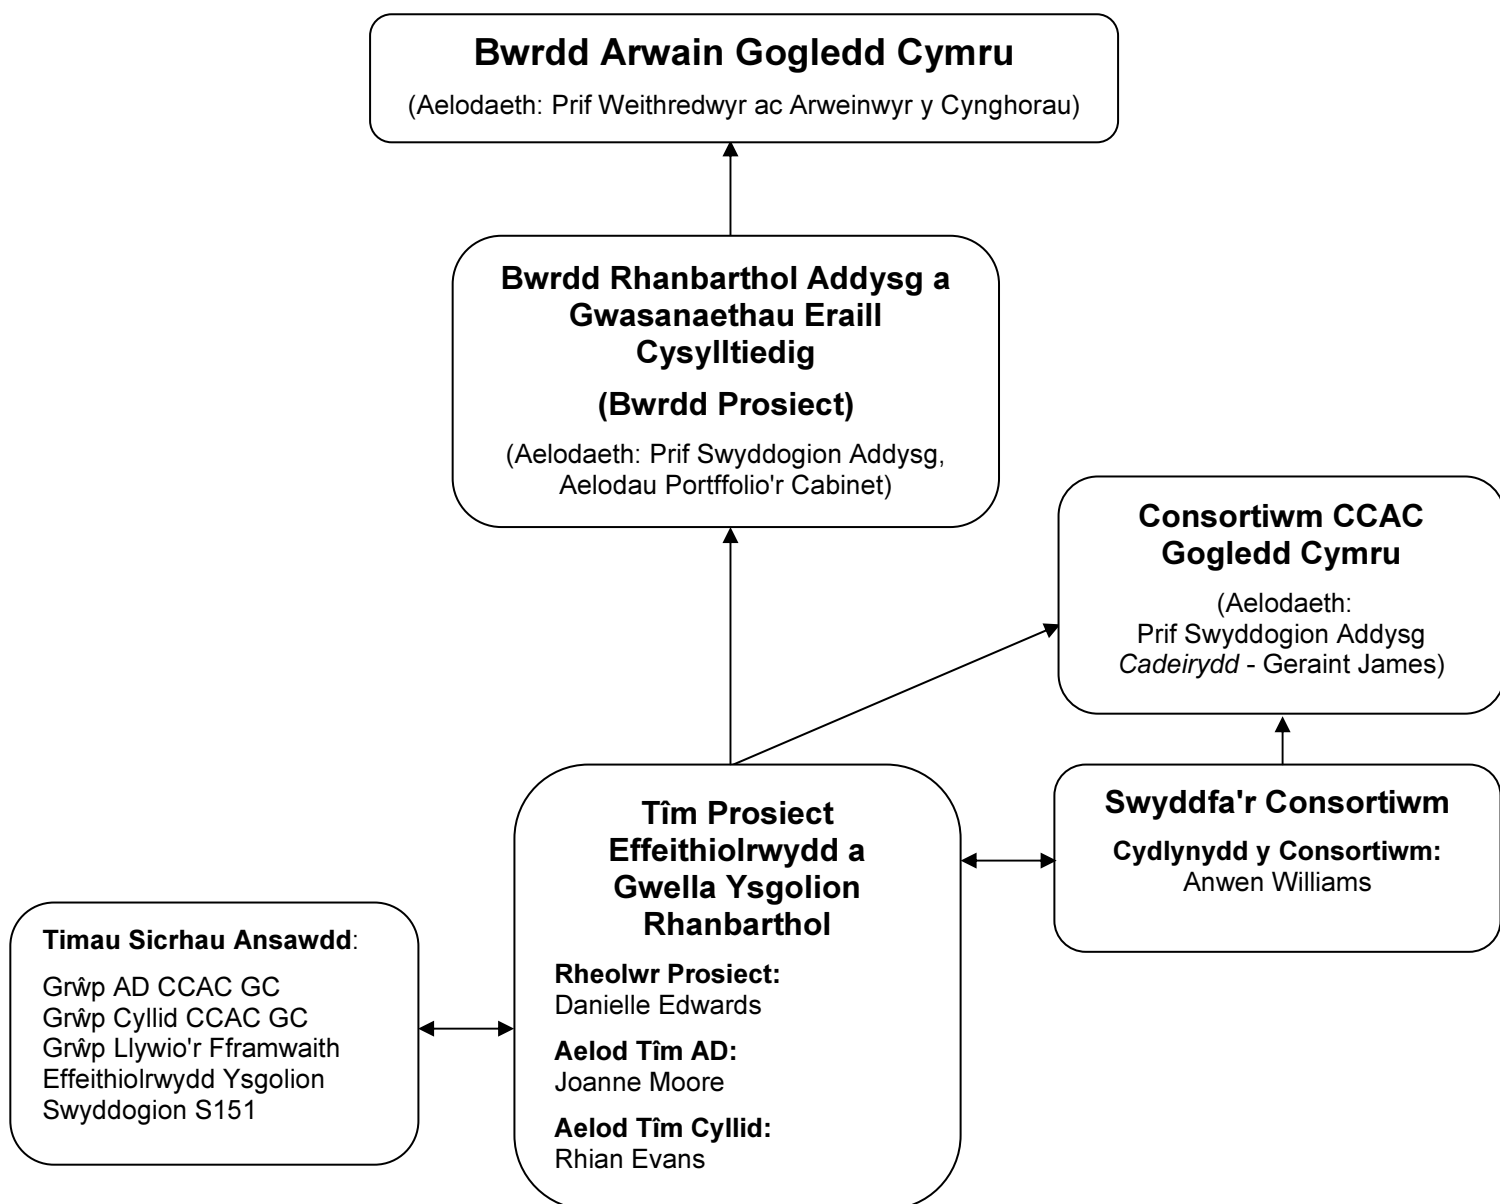 Bwrdd Arwain Gogledd Cymru
(Aelodaeth: Prif Weithredwyr ac Arweinwyr y Cynghorau)
Bwrdd Rhanbarthol Addysg a
Gwasanaethau Eraill
Cysylltiedig
(Bwrdd Prosiect)
(Aelodaeth: Prif Swyddogion Addysg,
Aelodau Portffolio'r Cabinet)
Consortiwm CCAC
Gogledd Cymru
(Aelodaeth:
Prif Swyddogion Addysg
Cadeirydd - Geraint James)
Swyddfa'r Consortiwm
Cydlynydd y Consortiwm:
Anwen Williams
Tîm Prosiect
Effeithiolrwydd a
Gwella Ysgolion
Rhanbarthol
Rheolwr Prosiect:
Danielle Edwards
Aelod Tîm AD:
Joanne Moore
Aelod Tîm Cyllid:
Rhian Evans
Timau Sicrhau Ansawdd:
Grŵp AD CCAC GC
Grŵp Cyllid CCAC GC
Grŵp Llywio'r Fframwaith
Effeithiolrwydd Ysgolion
Swyddogion S151